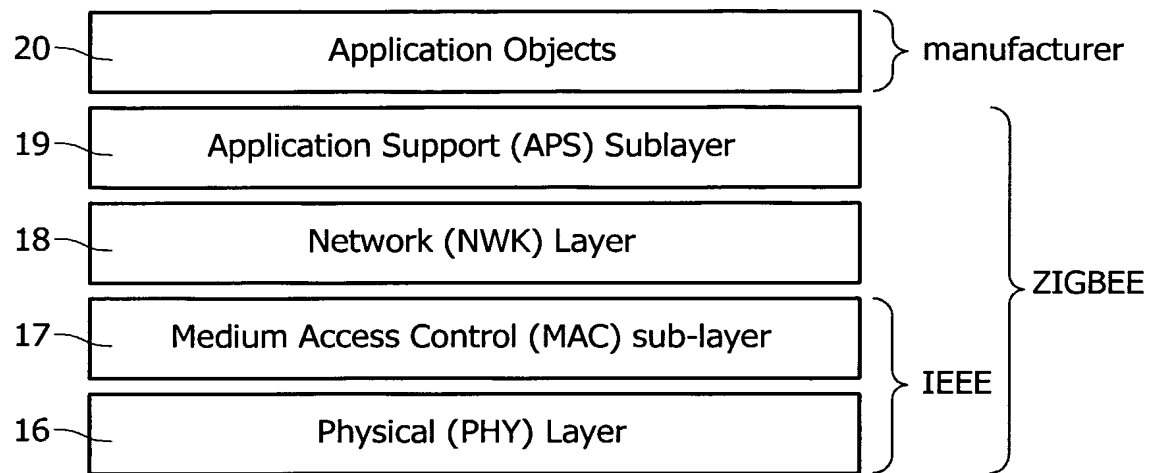 20 Application Objects manufacturer
19 Application Support (APS) Sublayer
18 Network (NWK) Layer
ZIGBEE
17 Medium Access Control (MAC) sub-layer
IEEE
16 Physical (PHY) Layer